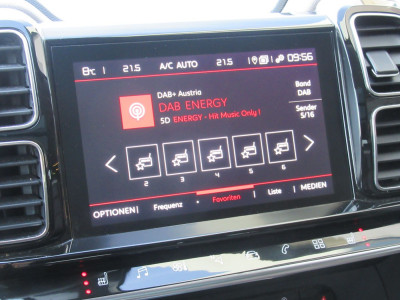 8°C 21.5 A/C AUTO 21.5 09:56
DAB+ Austria
Band
DAB
DAB ENERGY
5D ENERGY - Hit Music Only!
Sender
5/16
2 3 4 5 6
OPTIONEN Frequenz Favoriten Liste MEDIEN